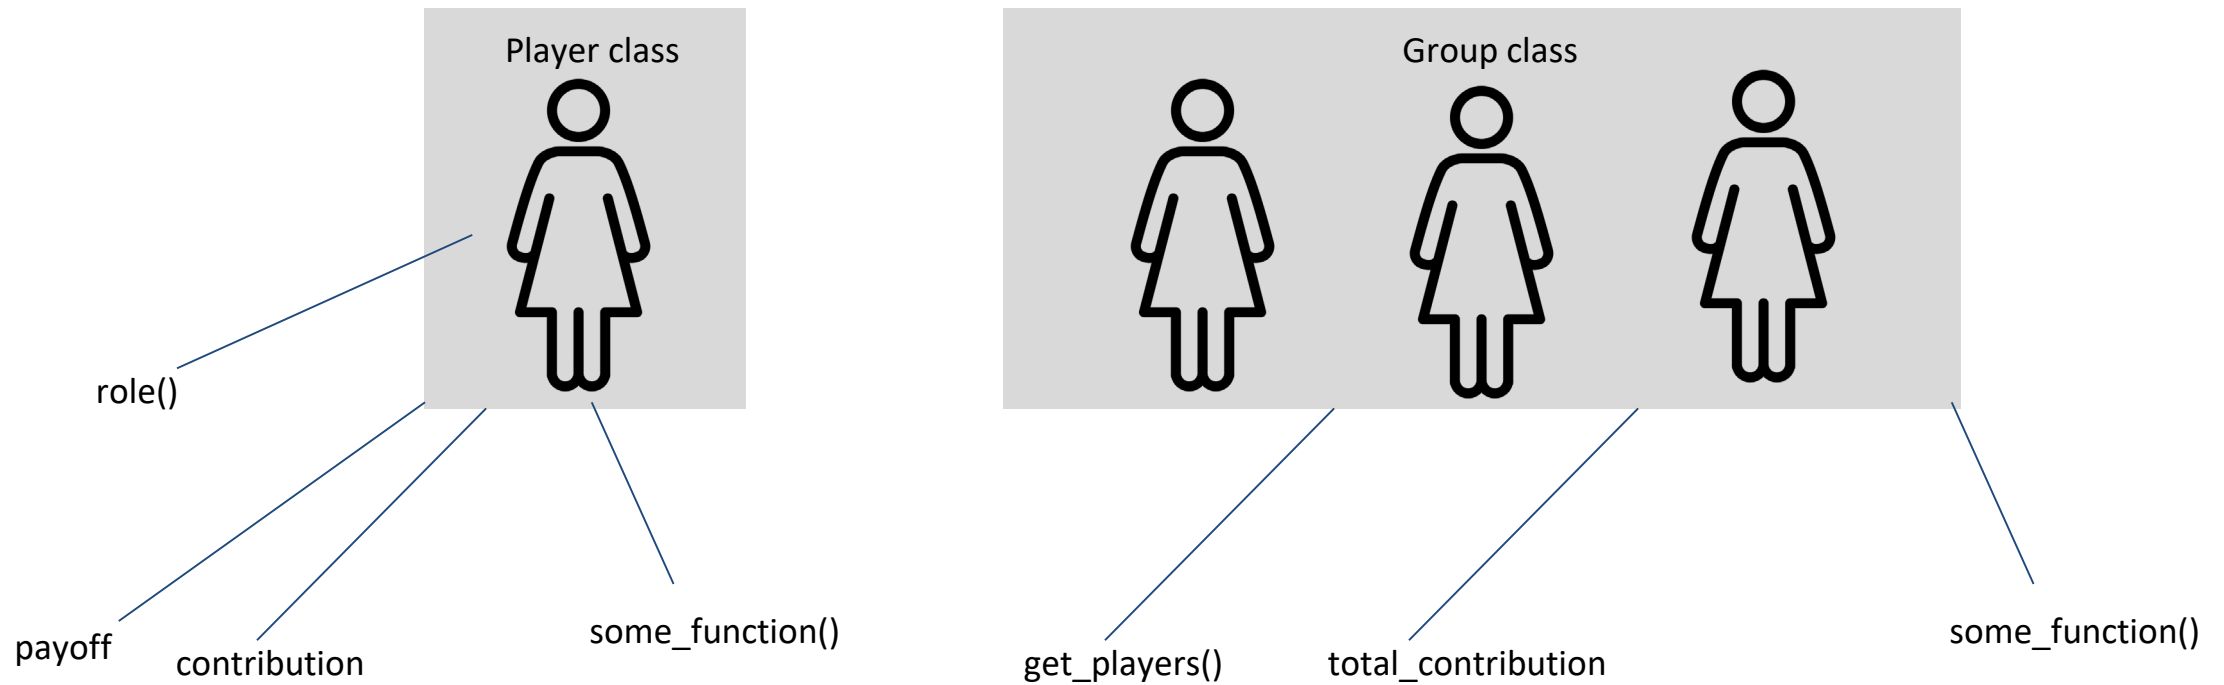 Player class
Group class
role()
payoff
contribution
some_function()
get_players()
total_contribution
some_function()